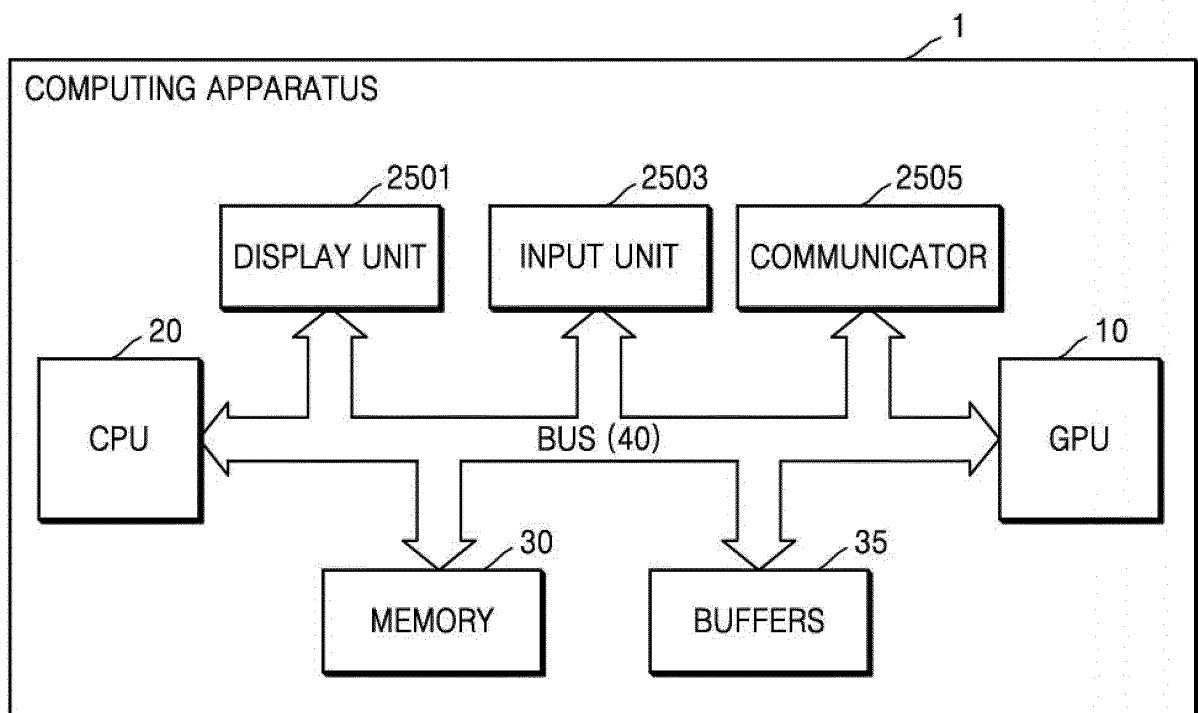 1
COMPUTING APPARATUS
2501
2503
2505
DISPLAY UNIT
INPUT UNIT
COMMUNICATOR
20
10
CPU
BUS (40)
GPU
30
35
MEMORY
BUFFERS